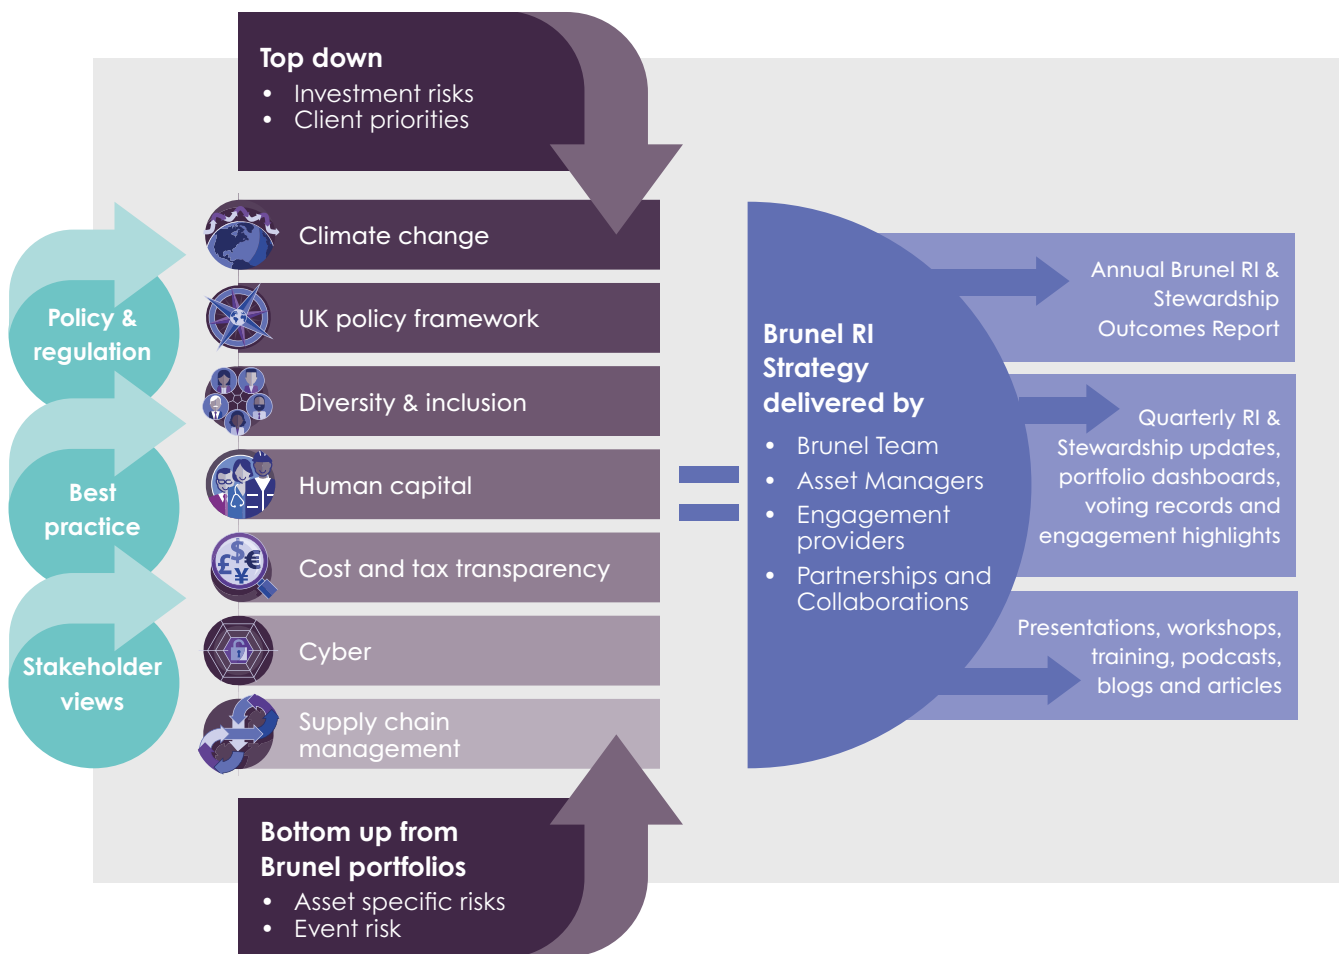 Top down
• Investment risks
• Client priorities
Policy &
regulation
Best
practice
Stakeholder
views
Climate change
UK policy framework
Diversity & inclusion
Human capital
Cost and tax transparency
Cyber
Supply chain
management
Bottom up from
Brunel portfolios
• Asset specific risks
• Event risk
Brunel RI
Strategy
delivered by
• Brunel Team
• Asset Managers
• Engagement
providers
• Partnerships and
Collaborations
Annual Brunel RI &
Stewardship
Outcomes Report
Quarterly RI &
Stewardship updates,
portfolio dashboards,
voting records and
engagement highlights
Presentations, workshops,
training, podcasts,
blogs and articles